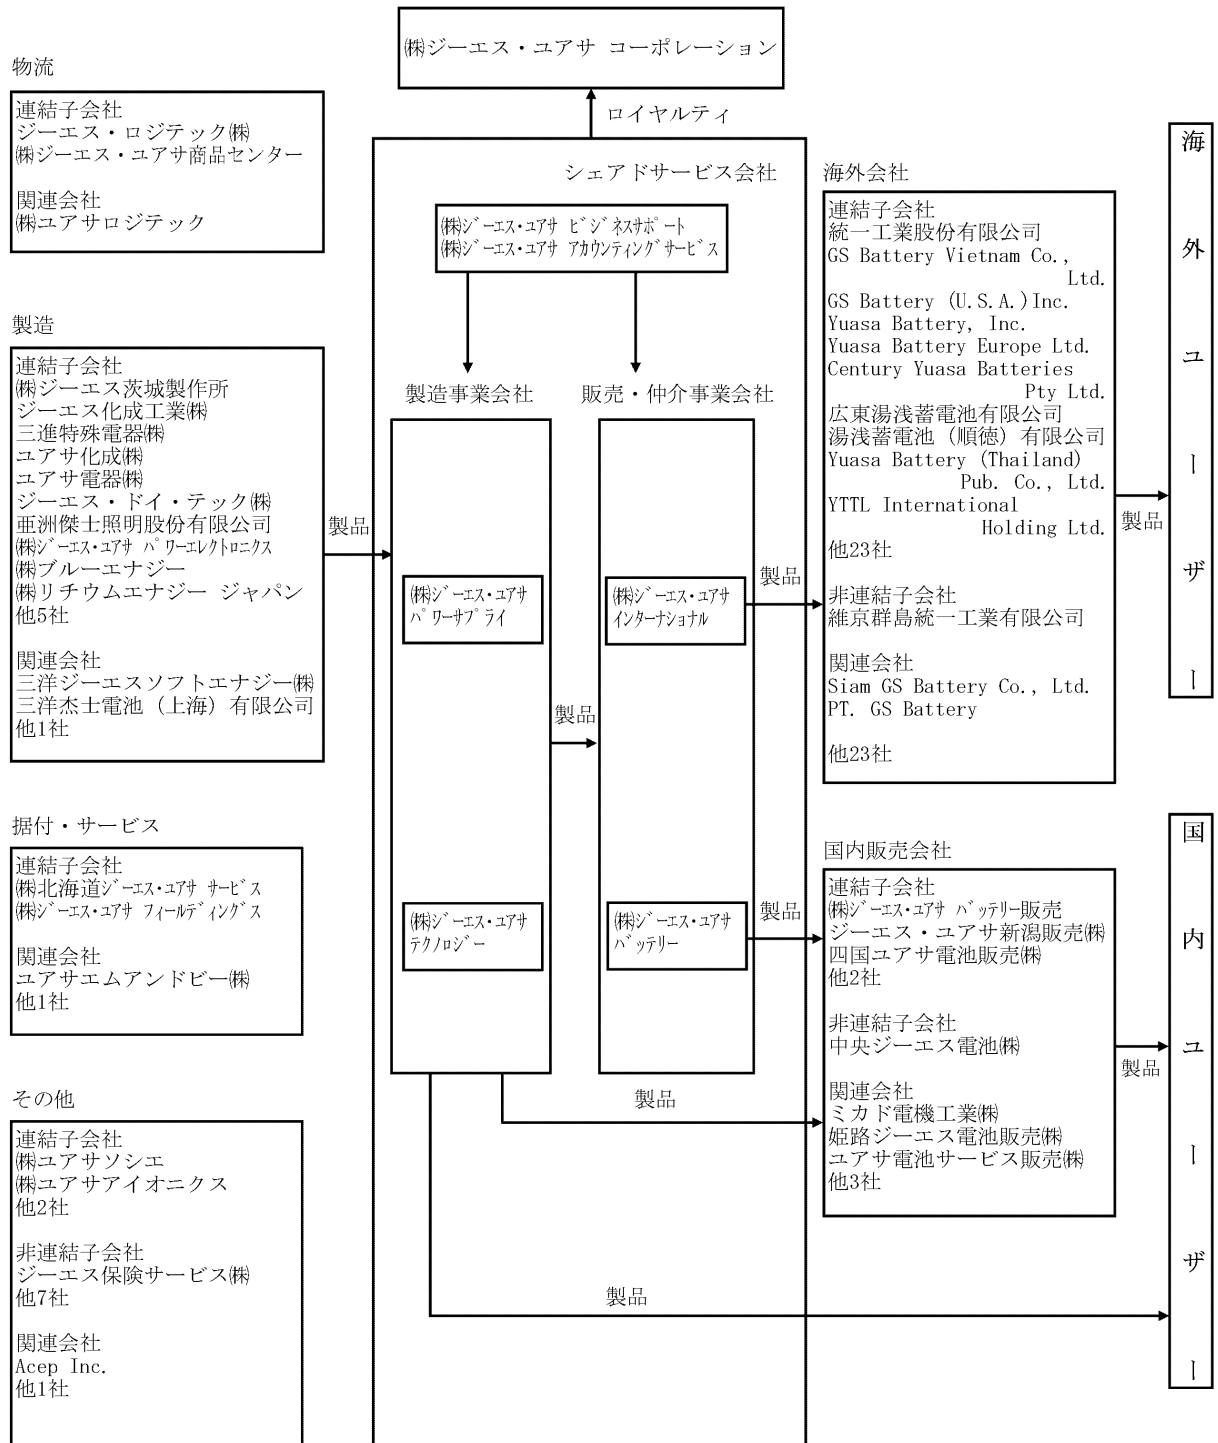 ㈱ジーエス・ユアサ コーポレーション
ロイヤルティ
物流
連結子会社
ジーエス・ロジテック㈱
㈱ジーエス・ユアサ商品センター
関連会社
㈱ユアサロジテック
製造
連結子会社
㈱ジーエス茨城製作所
ジーエス化成工業㈱
三進特殊電器㈱
ユアサ化成㈱
ユアサ電器㈱
ジーエス・ドイ・テック㈱
亜洲傑士照明股份有限公司
㈱ジーエス・ユアサ パワーエレクトロニクス
㈱ブルーエナジー
㈱リチウムエナジー ジャパン
他5社
関連会社
三洋ジーエスソフトエナジー㈱
三洋杰士電池（上海）有限公司
他1社
製品
据付・サービス
連結子会社
㈱北海道ジーエス・ユアサ サービス
㈱ジーエス・ユアサ フィールディングス
関連会社
ユアサエムアンドビー㈱
他1社
その他
連結子会社
㈱ユアサソシエ
㈱ユアサアイオニクス
他2社
非連結子会社
ジーエス保険サービス㈱
他7社
関連会社
Acep Inc.
他1社
シェアドサービス会社
㈱ジーエス・ユアサ ビジネスサポート
㈱ジーエス・ユアサ アカウンティングサービス
製造事業会社
㈱ジーエス・ユアサ
パワーサプライ
㈱ジーエス・ユアサ
テクノロジー
製品
販売・仲介事業会社
㈱ジーエス・ユアサ
インターナショナル
㈱ジーエス・ユアサ
バッテリー
製品
製品
製品
製品
海外会社
連結子会社
統一工業股份有限公司
GS Battery Vietnam Co.,
Ltd.
GS Battery (U.S.A.)Inc.
Yuasa Battery, Inc.
Yuasa Battery Europe Ltd.
Century Yuasa Batteries
Pty Ltd.
広東湯浅蓄電池有限公司
湯浅蓄電池（順徳）有限公司
Yuasa Battery (Thailand)
Pub. Co., Ltd.
YTTL International
Holding Ltd.
他23社
非連結子会社
維京群島統一工業有限公司
関連会社
Siam GS Battery Co., Ltd.
PT. GS Battery
他23社
製品
海外ユーザー
国内販売会社
連結子会社
㈱ジーエス・ユアサ バッテリー販売
ジーエス・ユアサ新潟販売㈱
四国ユアサ電池販売㈱
他2社
非連結子会社
中央ジーエス電池㈱
関連会社
ミカド電機工業㈱
姫路ジーエス電池販売㈱
ユアサ電池サービス販売㈱
他3社
製品
国内ユーザー